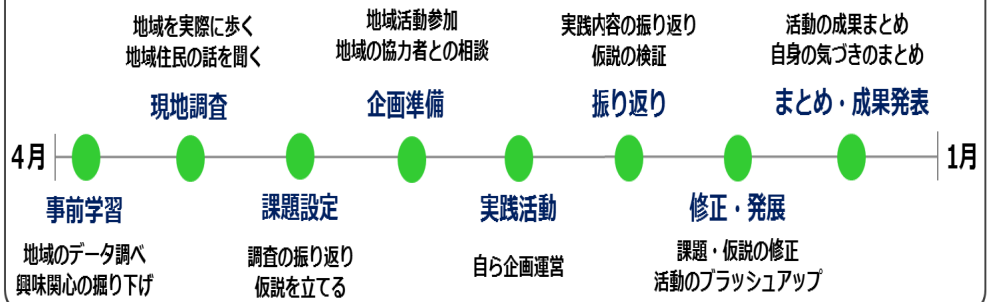 地域を実際に歩く
地域住民の話を聞く
現地調査
地域活動参加
地域の協力者との相談
企画準備
実践内容の振り返り
仮説の検証
振り返り
活動の成果まとめ
自身の気づきのまとめ
まとめ・成果発表
4月
1月
事前学習
地域のデータ調べ
興味関心の掘り下げ
課題設定
調査の振り返り
仮説を立てる
実践活動
自ら企画運営
修正・発展
課題・仮説の修正
活動のブラッシュアップ